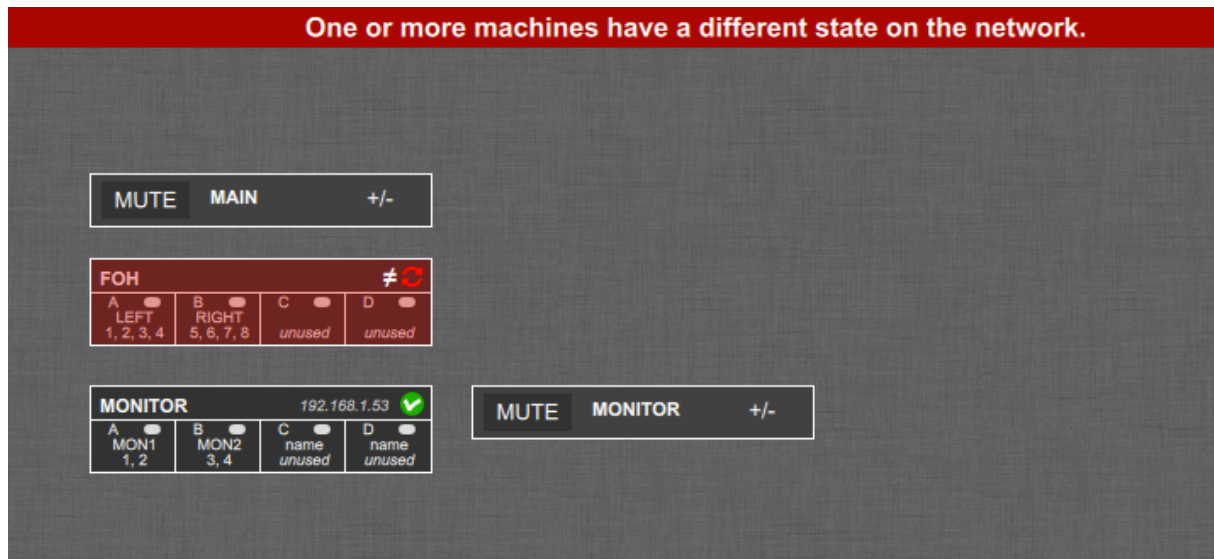 One or more machines have a different state on the network.
MUTE MAIN +/-
FOH ≠
A B C D
LEFT RIGHT
1, 2, 3, 4 5, 6, 7, 8 unused unused
MONITOR 192.168.1.53
A B C D
MON1 MON2 name name
1, 2 3, 4 unused unused
MUTE MONITOR +/-